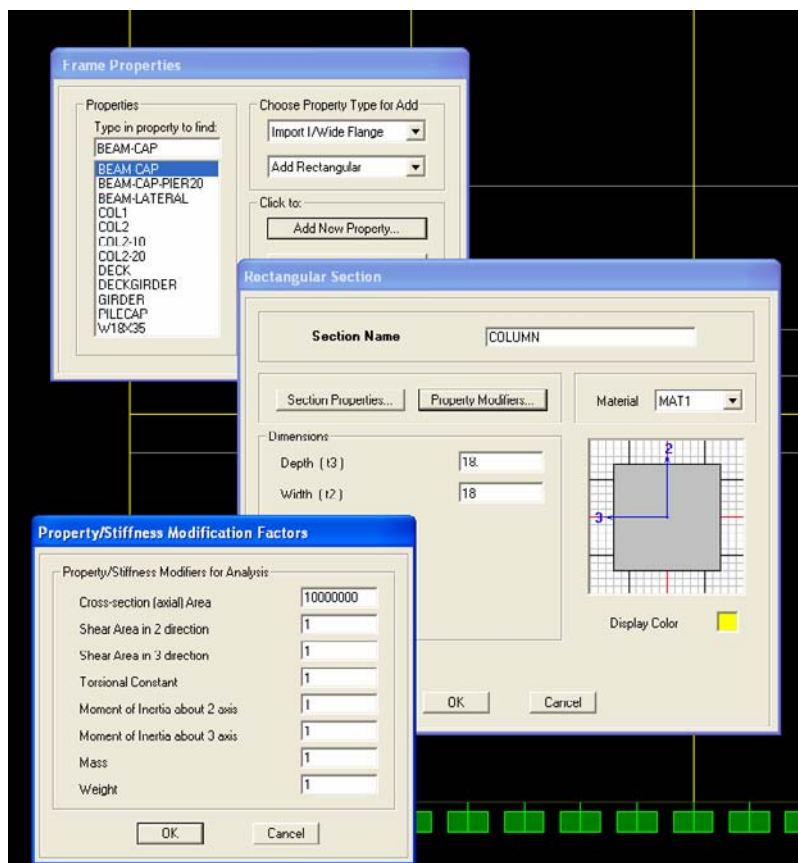 Frame Properties
Properties
Type in property to find:
BEAM-CAP
BEAM CAP
BEAM-CAP-PIER20
BEAM-LATERAL
COL1
COL2
COL2-10
COL2-20
DECK
DECKGIRDER
GIRDER
PILECAP
W18X35
Choose Property Type for Add
Import I/Wide Flange
Add Rectangular
Click to:
Add New Property...
Rectangular Section
Section Name
COLUMN
Section Properties...
Property Modifiers...
Material
MAT1
Dimensions
Depth ( t3 )
18.
Width ( t2 )
18
2
3
Display Color
OK
Cancel
Property/Stiffness Modification Factors
Property/Stiffness Modifiers for Analysis
Cross-section (axial) Area
10000000
Shear Area in 2 direction
1
Shear Area in 3 direction
1
Torsional Constant
1
Moment of Inertia about 2 axis
1
Moment of Inertia about 3 axis
1
Mass
1
Weight
1
OK
Cancel